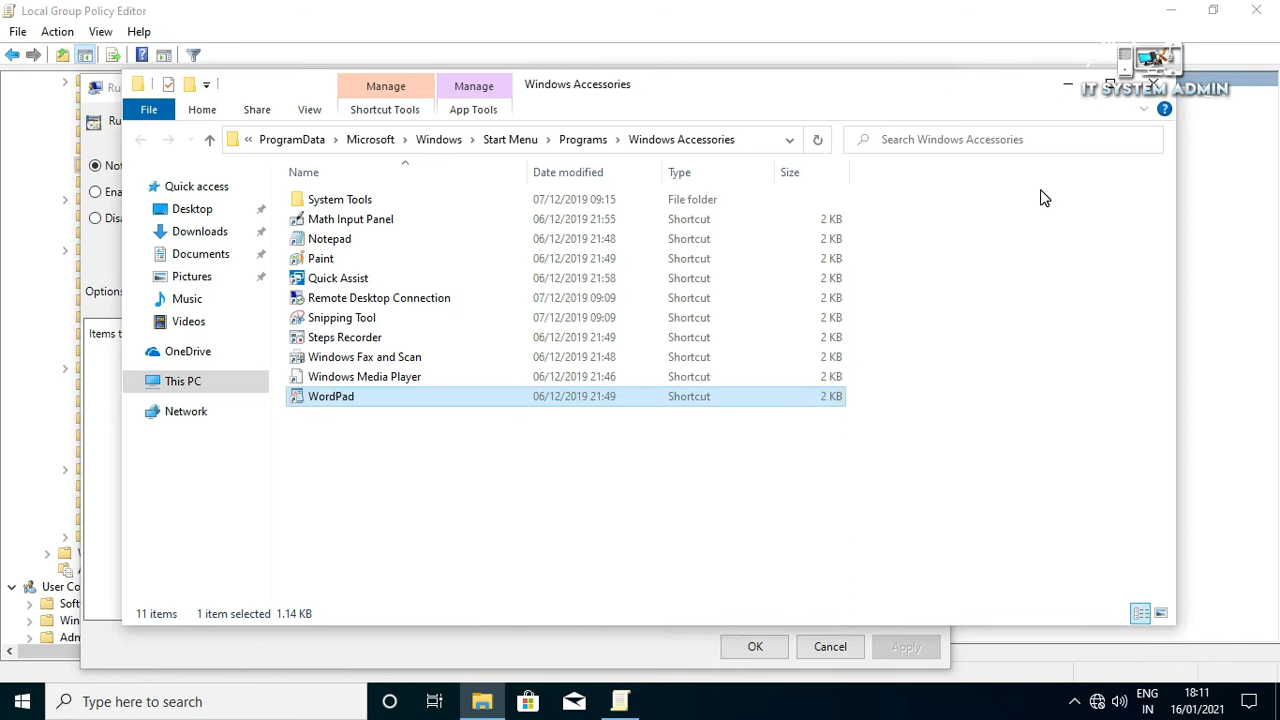 Local Group Policy Editor
File Action View Help
IT SYSTEM ADMIN
Manage Manage Windows Accessories
File Home Share View Shortcut Tools App Tools
Ru
« ProgramData Microsoft Windows Start Menu Programs Windows Accessories Search Windows Accessories
Name Date modified Type Size
Quick access
Desktop
Downloads
Documents
Pictures
Music
Videos
OneDrive
This PC
Network
System Tools 07/12/2019 09:15 File folder
Math Input Panel 06/12/2019 21:55 Shortcut 2 KB
Notepad 06/12/2019 21:48 Shortcut 2 KB
Paint 06/12/2019 21:49 Shortcut 2 KB
Quick Assist 06/12/2019 21:58 Shortcut 2 KB
Remote Desktop Connection 07/12/2019 09:09 Shortcut 2 KB
Snipping Tool 07/12/2019 09:09 Shortcut 2 KB
Steps Recorder 06/12/2019 21:49 Shortcut 2 KB
Windows Fax and Scan 06/12/2019 21:48 Shortcut 2 KB
Windows Media Player 06/12/2019 21:46 Shortcut 2 KB
WordPad 06/12/2019 21:49 Shortcut 2 KB
Ru
Not
Ena
Disa
Options
Items t
User Co
Soft
Win
Adm
11 items 1 item selected 1.14 KB
OK Cancel Apply
Type here to search
ENG
IN
18:11
16/01/2021